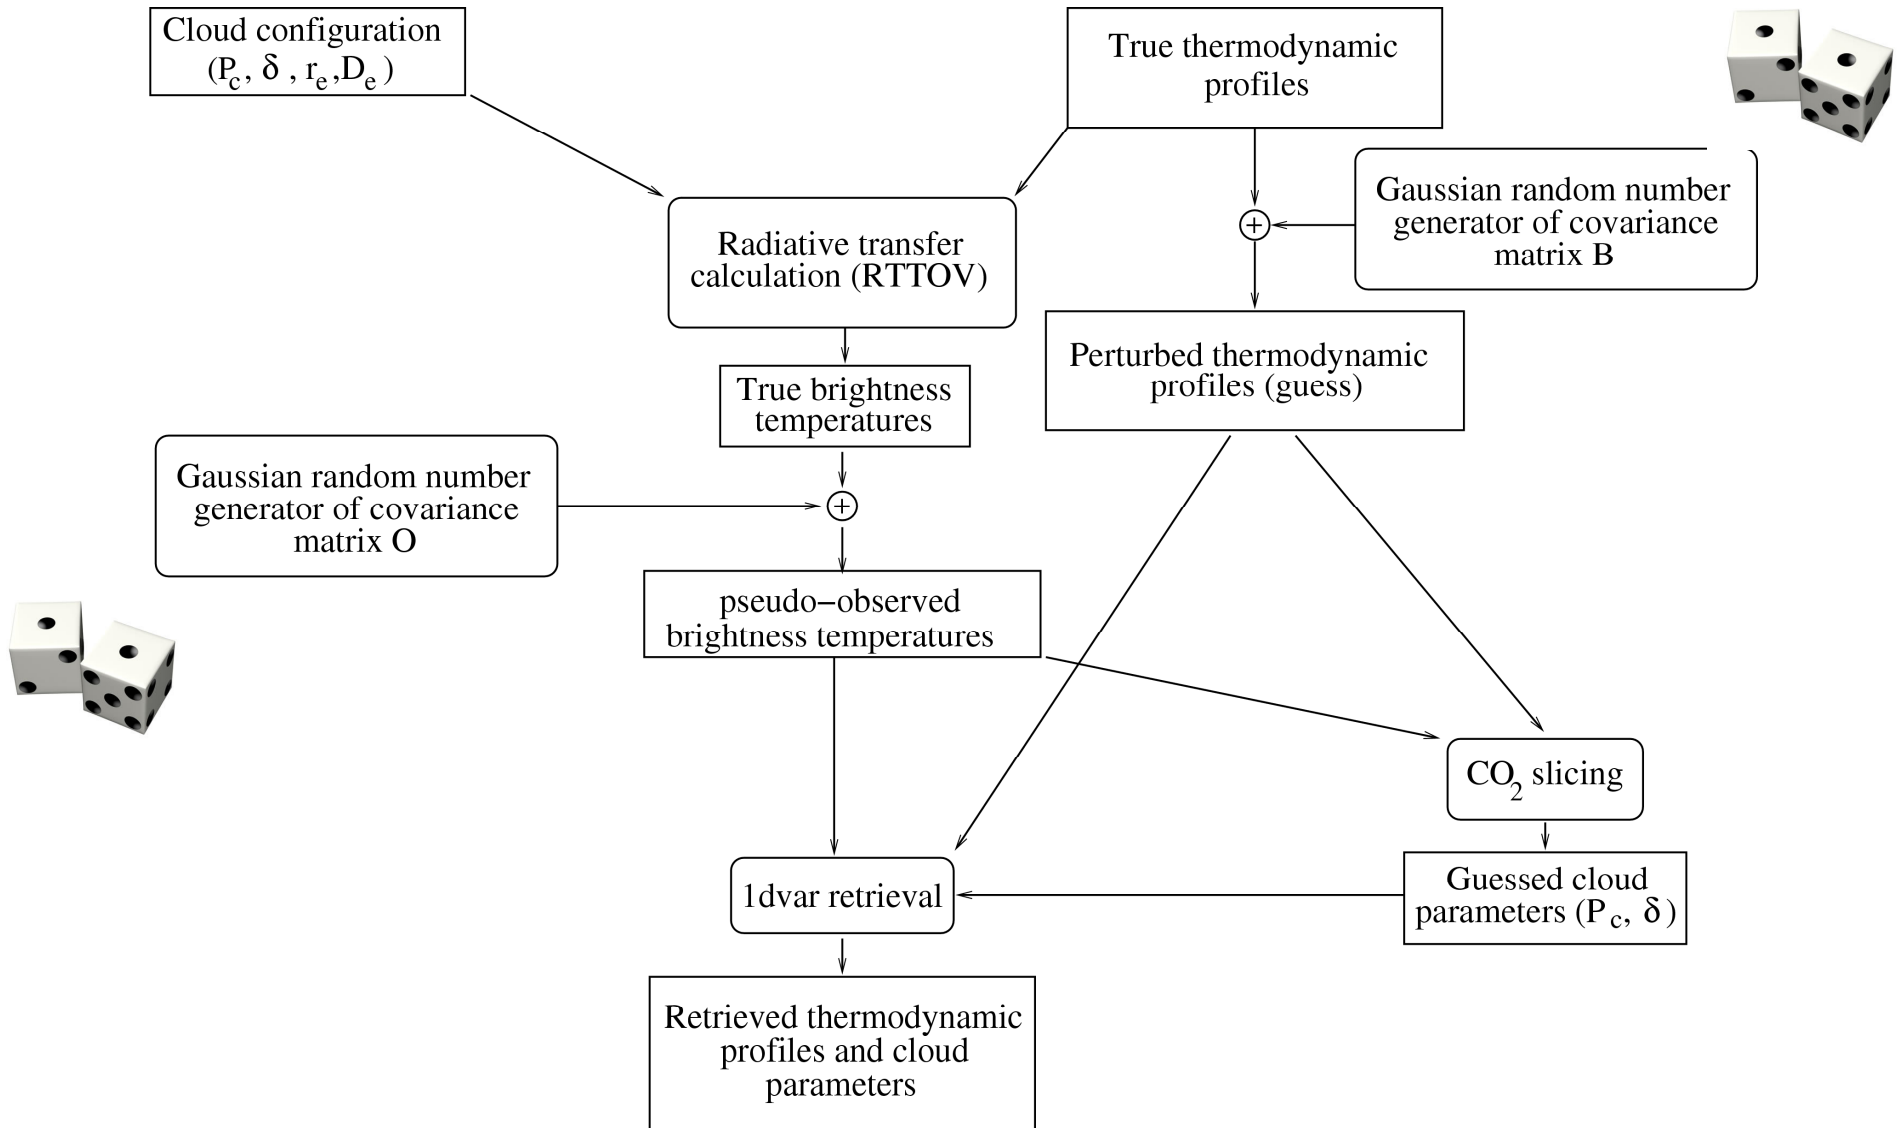 Cloud configuration
(Pc, δ , re,De )
True thermodynamic
profiles
Gaussian random number
generator of covariance
matrix B
Radiative transfer
calculation (RTTOV)
+
Perturbed thermodynamic
profiles (guess)
True brightness
temperatures
Gaussian random number
generator of covariance
matrix O
+
pseudo−observed
brightness temperatures
CO2 slicing
1dvar retrieval
Guessed cloud
parameters (Pc, δ)
Retrieved thermodynamic
profiles and cloud
parameters